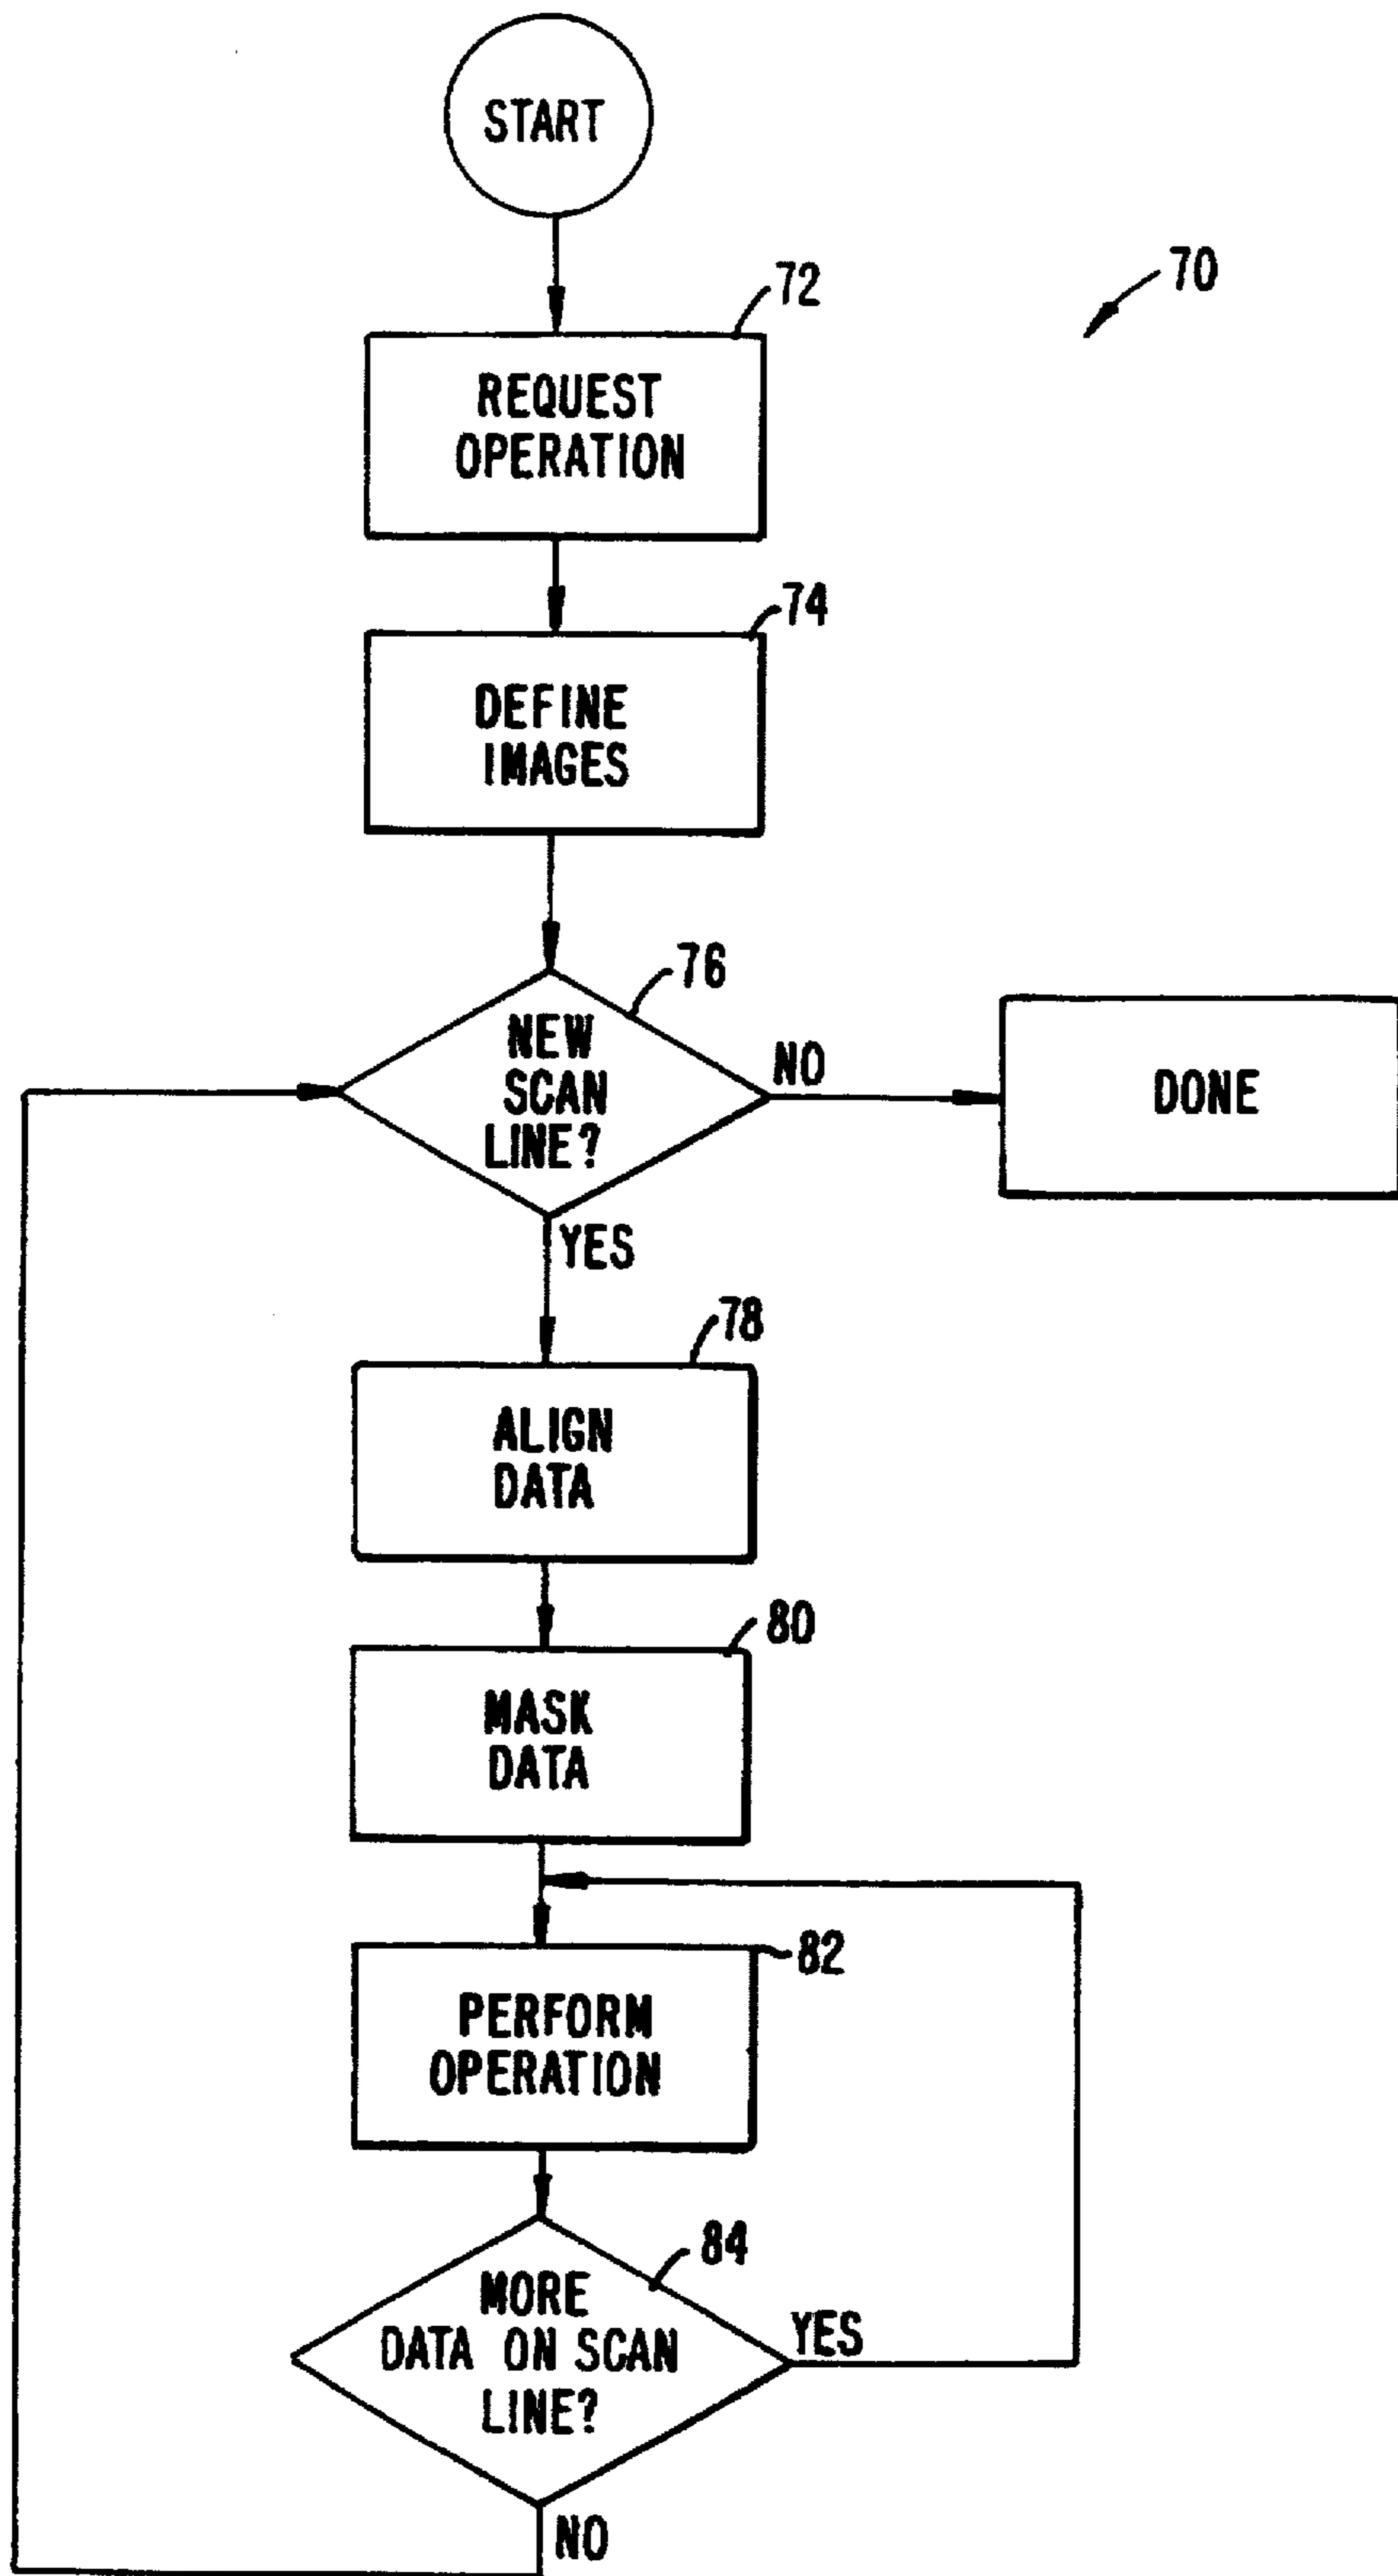 START
70
72
REQUEST
OPERATION
74
DEFINE
IMAGES
76
NEW
SCAN
LINE?
NO
DONE
YES
78
ALIGN
DATA
80
MASK
DATA
82
PERFORM
OPERATION
84
MORE
DATA ON SCAN
LINE?
YES
NO